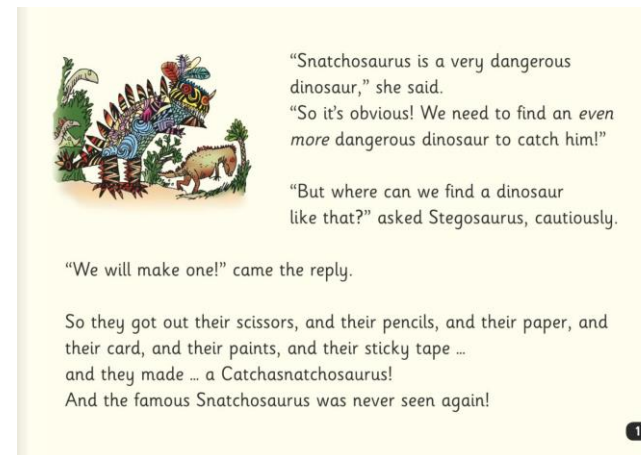 “Snatchosaurus is a very dangerous
dinosaur,” she said.
“So it’s obvious! We need to find an even
more dangerous dinosaur to catch him!”
“But where can we find a dinosaur
like that?” asked Stegosaurus, cautiously.
“We will make one!” came the reply.
So they got out their scissors, and their pencils, and their paper, and
their card, and their paints, and their sticky tape ...
and they made ... a Catchasnatchosaurus!
And the famous Snatchosaurus was never seen again!